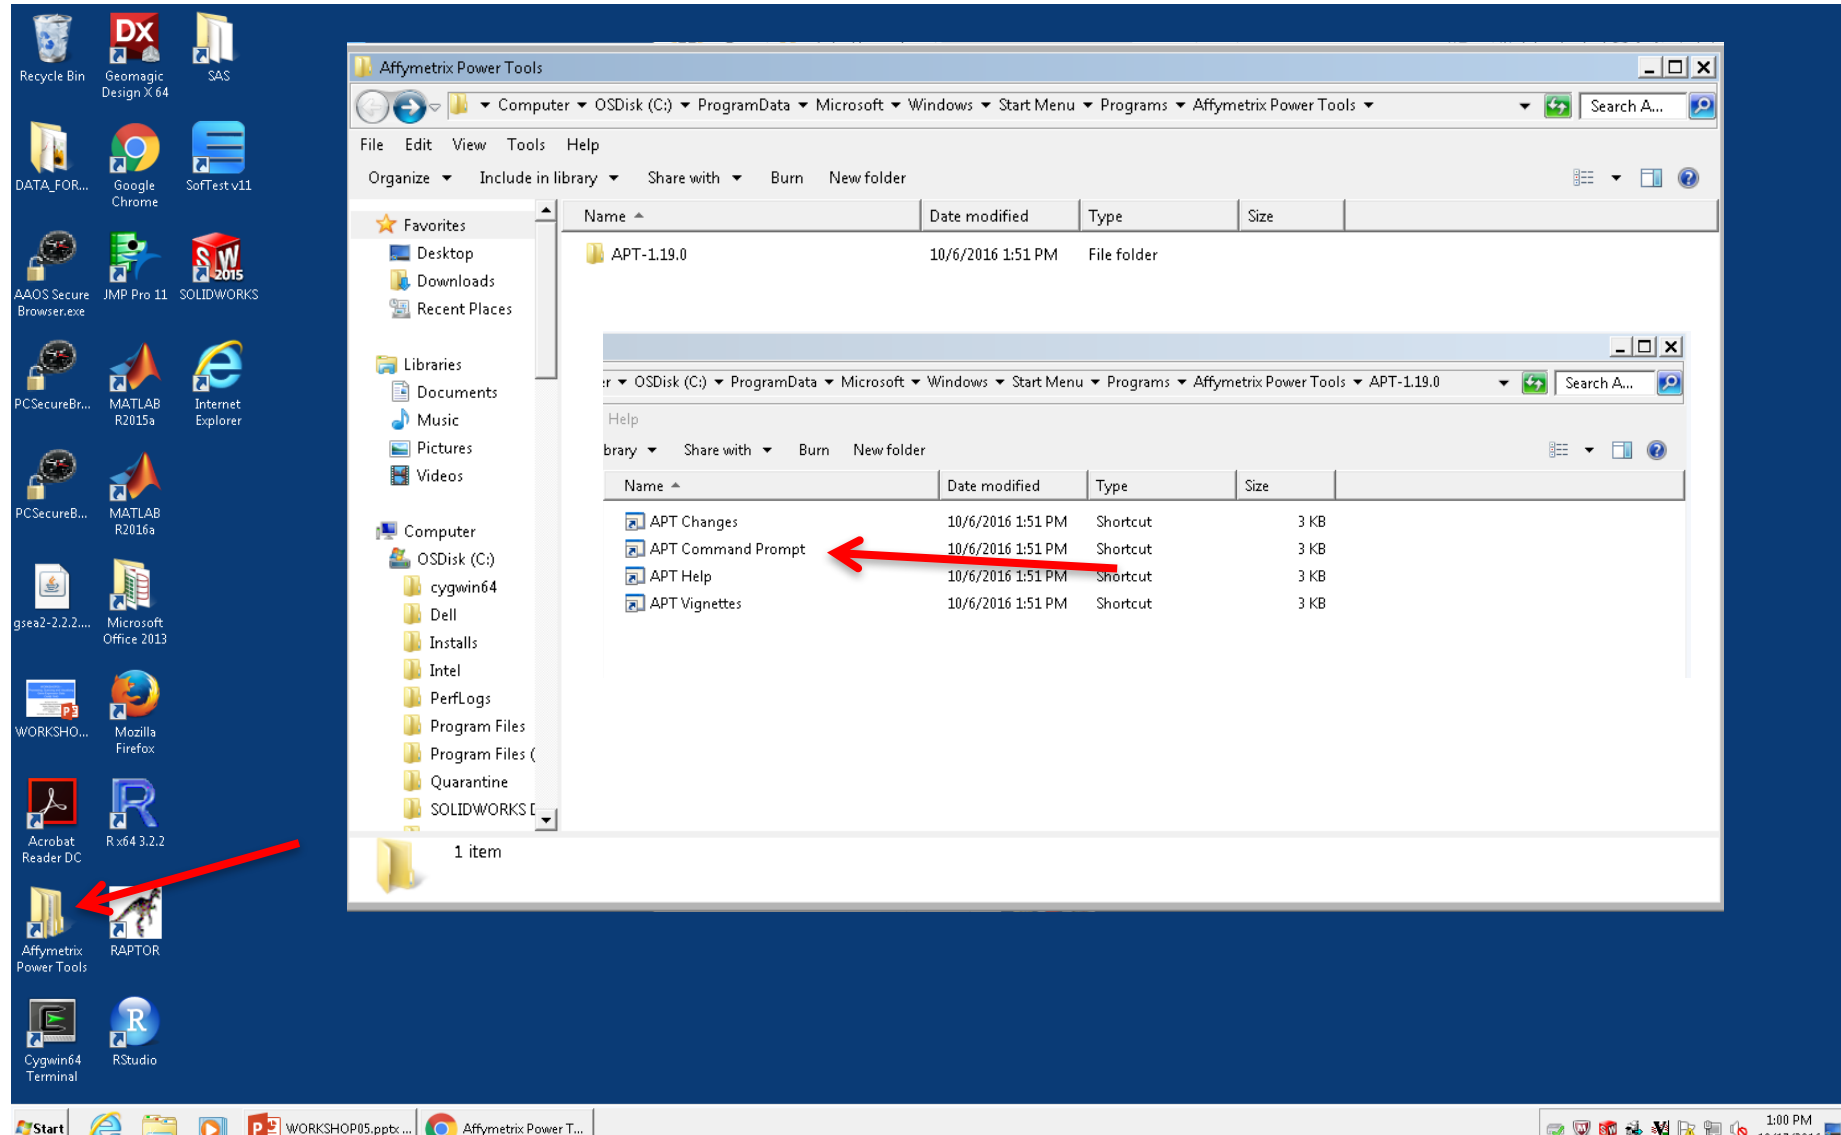 Recycle Bin
Geomagic
Design X 64
SAS
DATA_FOR...
Google
Chrome
SofTest v11
AAOS Secure
Browser.exe
JMP Pro 11
SOLIDWORKS
PCSecureBr...
MATLAB
R2015a
Internet
Explorer
PCSecureB...
MATLAB
R2016a
gsea2-2.2.2....
Microsoft
Office 2013
WORKSHO...
Mozilla
Firefox
Acrobat
Reader DC
R x64 3.2.2
Affymetrix
Power Tools
RAPTOR
Cygwin64
Terminal
RStudio
DX
SW
2015
Affymetrix Power Tools
Computer OSDisk (C:) ProgramData Microsoft Windows Start Menu Programs Affymetrix Power Tools
Search A...
File Edit View Tools Help
Organize Include in library Share with Burn New folder
Name Date modified Type Size
Favorites
Desktop
Downloads
Recent Places
Libraries
Documents
Music
Pictures
Videos
Computer
OSDisk (C:)
cygwin64
Dell
Installs
Intel
PerfLogs
Program Files
Program Files (
Quarantine
SOLIDWORKS
APT-1.19.0 10/6/2016 1:51 PM File folder
er OSDisk (C:) ProgramData Microsoft Windows Start Menu Programs Affymetrix Power Tools APT-1.19.0
Search A...
Help
brary Share with Burn New folder
Name Date modified Type Size
APT Changes 10/6/2016 1:51 PM Shortcut 3 KB
APT Command Prompt 10/6/2016 1:51 PM Shortcut 3 KB
APT Help 10/6/2016 1:51 PM Shortcut 3 KB
APT Vignettes 10/6/2016 1:51 PM Shortcut 3 KB
1 item
Start
WORKSHOP05.pptx ...
Affymetrix Power T...
1:00 PM